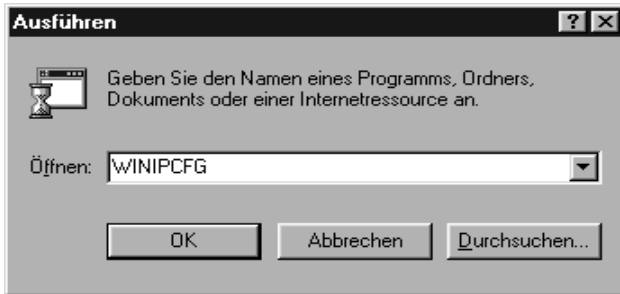 Ausführen
Geben Sie den Namen eines Programms, Ordners,
Dokuments oder einer Internetressource an.
Öffnen: WINIPCFG
OK Abbrechen Durchsuchen...